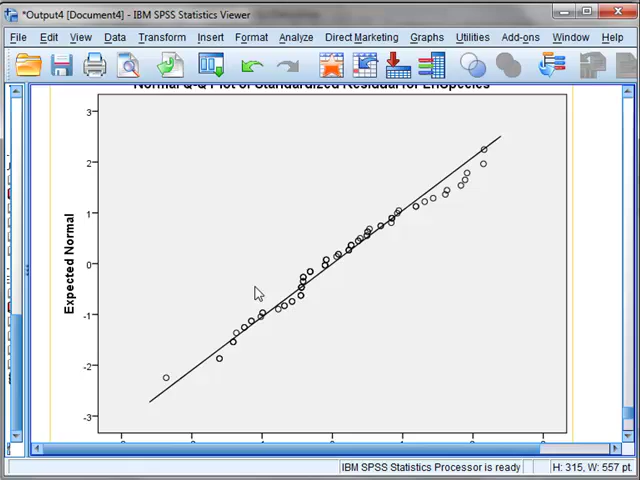 *Output4 [Document4] - IBM SPSS Statistics Viewer
File Edit View Data Transform Insert Format Analyze Direct Marketing Graphs Utilities Add-ons Window Help
Normal Q-Q Plot of Standardized Residual for
3
2
1
0
-1
-2
-3
Expected Normal
IBM SPSS Statistics Processor is ready
H: 315, W: 557 pt.